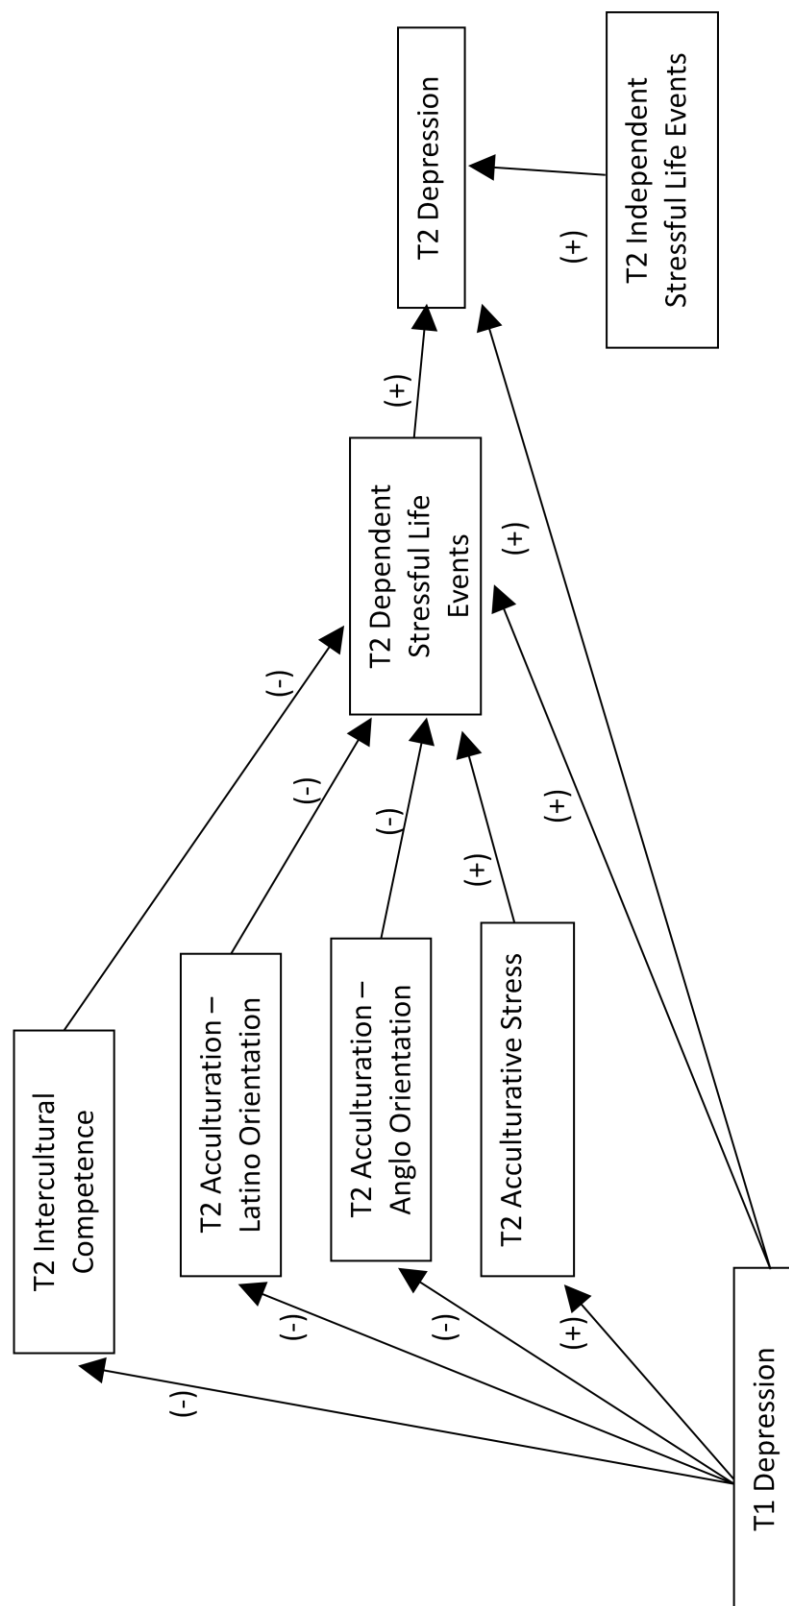 T2 Intercultural
Competence
T2 Acculturation –
Latino Orientation
T2 Acculturation –
Anglo Orientation
T2 Acculturative Stress
T1 Depression
T2 Dependent
Stressful Life
Events
T2 Depression
T2 Independent
Stressful Life Events
(-)
(-)
(-)
(+)
(-)
(-)
(-)
(+)
(+)
(+)
(+)
(+)